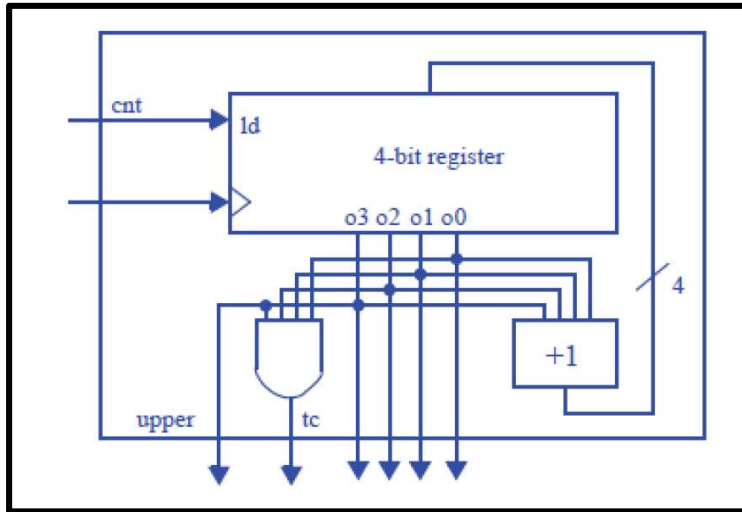 cnt
ld
4-bit register
o3 o2 o1 o0
4
+1
upper
tc